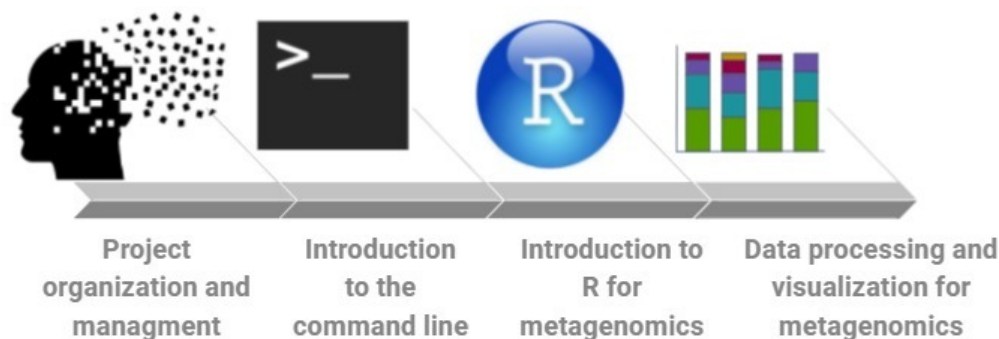 >_
R
Project
organization and
managment
Introduction
to the
command line
Introduction to
R for
metagenomics
Data processing and
visualization for
metagenomics